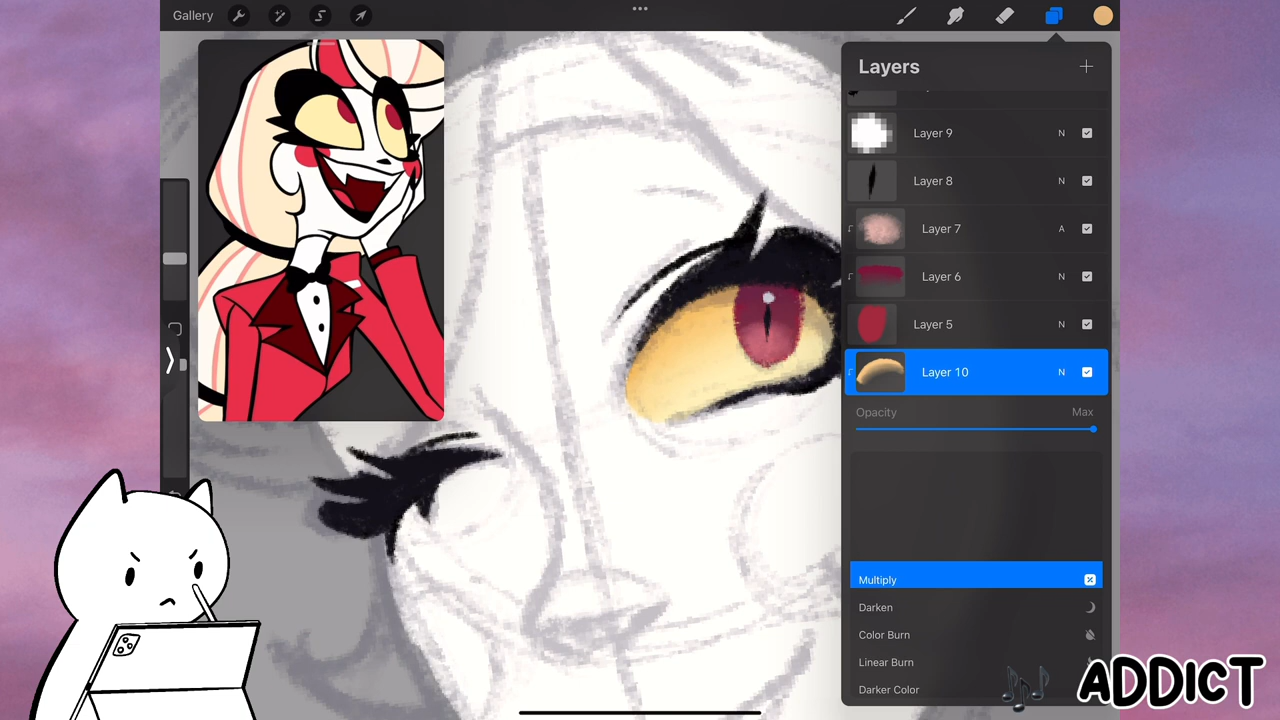 Gallery
Layers
Layer 9 N
Layer 8 N
Layer 7 A
Layer 6 N
Layer 5 N
Layer 10 N
Opacity Max
Multiply
Darken
Color Burn
Linear Burn
Darker Color
ADDICT